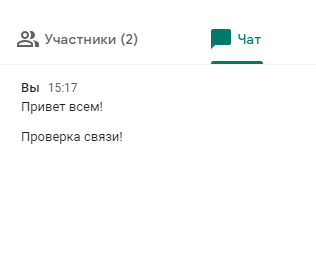 Участники (2)
Чат
Вы 15:17
Привет всем!
Проверка связи!